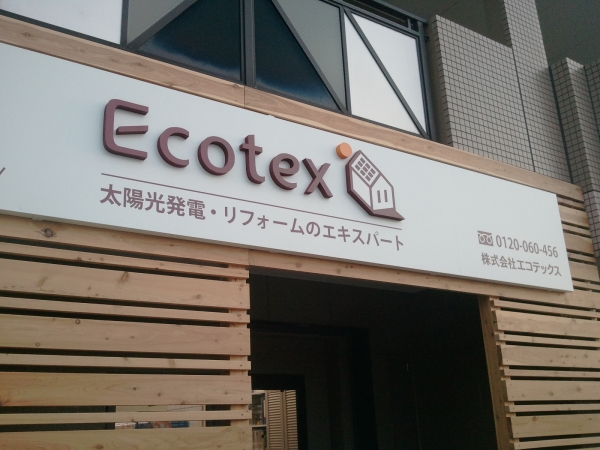 Ecotex
太陽光発電・リフォームのエキスパート
0120-060-456
株式会社エコテックス